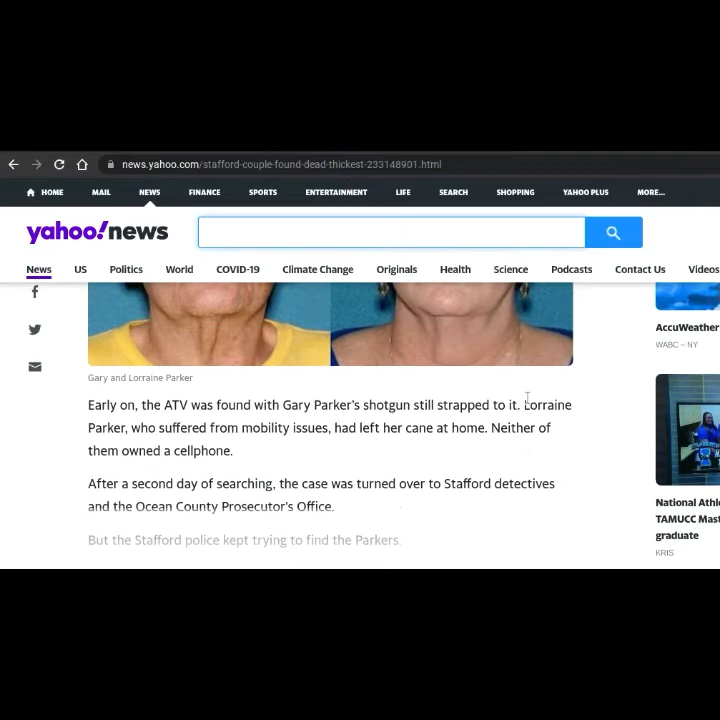 news.yahoo.com/stafford-couple-found-dead-thickest-233148901.html
HOME MAIL NEWS FINANCE SPORTS ENTERTAINMENT LIFE SEARCH SHOPPING YAHOO PLUS MORE...
yahoo!news
News US Politics World COVID-19 Climate Change Originals Health Science Podcasts Contact Us Videos
AccuWeather
WABC – NY
Gary and Lorraine Parker
Early on, the ATV was found with Gary Parker's shotgun still strapped to it. Lorraine
Parker, who suffered from mobility issues, had left her cane at home. Neither of
them owned a cellphone.
After a second day of searching, the case was turned over to Stafford detectives
and the Ocean County Prosecutor's Office.
But the Stafford police kept trying to find the Parkers.
National Athl
TAMUCC Mast
graduate
KRIS